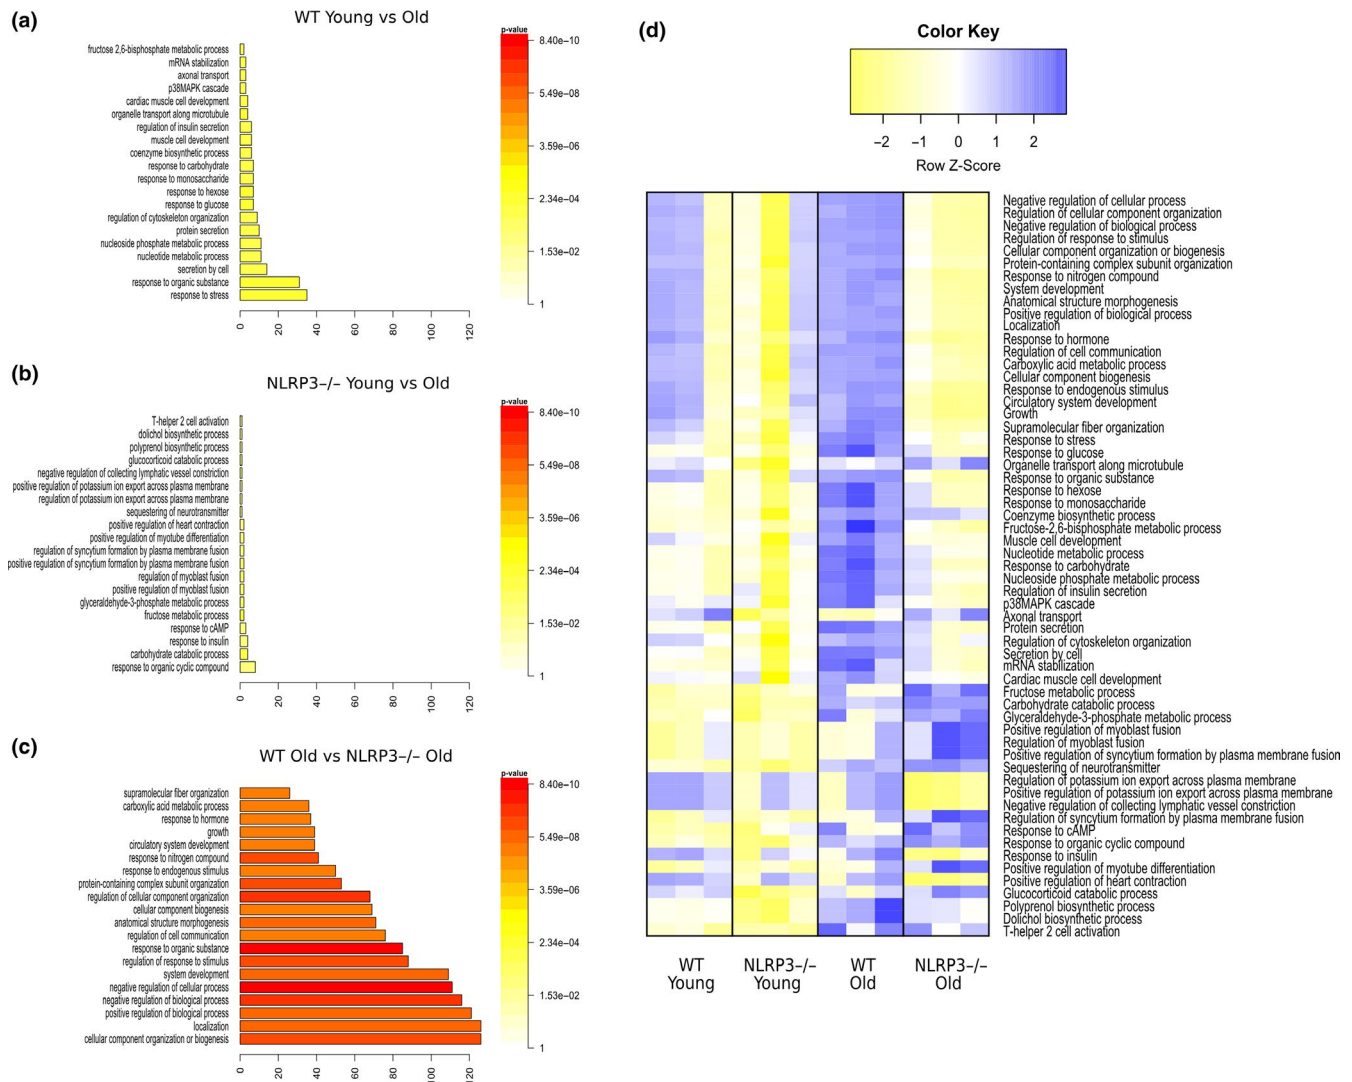 (a)
WT Young vs Old
fructose 2,6-bisphosphate metabolic process
mRNA stabilization
axonal transport
p38MAPK cascade
cardiac muscle cell development
organelle transport along microtubule
regulation of insulin secretion
muscle cell development
coenzyme biosynthetic process
response to carbohydrate
response to monosaccharide
response to hexose
response to glucose
regulation of cytoskeleton organization
protein secretion
nucleoside phosphate metabolic process
nucleotide metabolic process
secretion by cell
response to organic substance
response to stress
0 20 40 60 80 100 120
p-value
8.40e-10
5.49e-08
3.59e-06
2.34e-04
1.53e-02
1
(b)
NLRP3-/- Young vs Old
T-helper 2 cell activation
dolichol biosynthetic process
polyprenol biosynthetic process
glucocorticoid catabolic process
negative regulation of collecting lymphatic vessel constriction
positive regulation of potassium ion export across plasma membrane
regulation of potassium ion export across plasma membrane
sequestering of neurotransmitter
positive regulation of heart contraction
positive regulation of myotube differentiation
regulation of syncytium formation by plasma membrane fusion
positive regulation of syncytium formation by plasma membrane fusion
regulation of myoblast fusion
positive regulation of myoblast fusion
glyceraldehyde-3-phosphate metabolic process
fructose metabolic process
response to cAMP
response to insulin
carbohydrate catabolic process
response to organic cyclic compound
0 20 40 60 80 100 120
p-value
8.40e-10
5.49e-08
3.59e-06
2.34e-04
1.53e-02
1
(c)
WT Old vs NLRP3-/- Old
supramolecular fiber organization
carboxylic acid metabolic process
response to hormone
growth
circulatory system development
response to nitrogen compound
response to endogenous stimulus
protein-containing complex subunit organization
regulation of cellular component organization
cellular component biogenesis
anatomical structure morphogenesis
regulation of cell communication
response to organic substance
regulation of response to stimulus
system development
negative regulation of cellular process
negative regulation of biological process
positive regulation of biological process
localization
cellular component organization or biogenesis
0 20 40 60 80 100 120
p-value
8.40e-10
5.49e-08
3.59e-06
2.34e-04
1.53e-02
1
(d)
Color Key
-2 -1 0 1 2
Row Z-Score
Negative regulation of cellular process
Regulation of cellular component organization
Negative regulation of biological process
Regulation of response to stimulus
Cellular component organization or biogenesis
Protein-containing complex subunit organization
Response to nitrogen compound
System development
Anatomical structure morphogenesis
Positive regulation of biological process
Localization
Response to hormone
Regulation of cell communication
Carboxylic acid metabolic process
Cellular component biogenesis
Response to endogenous stimulus
Circulatory system development
Growth
Supramolecular fiber organization
Response to stress
Response to glucose
Organelle transport along microtubule
Response to organic substance
Response to hexose
Response to monosaccharide
Coenzyme biosynthetic process
Fructose-2,6-bisphosphate metabolic process
Muscle cell development
Nucleotide metabolic process
Response to carbohydrate
Nucleoside phosphate metabolic process
Regulation of insulin secretion
p38MAPK cascade
Axonal transport
Protein secretion
Regulation of cytoskeleton organization
Secretion by cell
mRNA stabilization
Cardiac muscle cell development
Fructose metabolic process
Carbohydrate catabolic process
Glyceraldehyde-3-phosphate metabolic process
Positive regulation of myoblast fusion
Regulation of myoblast fusion
Positive regulation of syncytium formation by plasma membrane fusion
Sequestering of neurotransmitter
Regulation of potassium ion export across plasma membrane
Positive regulation of potassium ion export across plasma membrane
Negative regulation of collecting lymphatic vessel constriction
Regulation of syncytium formation by plasma membrane fusion
Response to cAMP
Response to organic cyclic compound
Response to insulin
Positive regulation of myotube differentiation
Positive regulation of heart contraction
Glucocorticoid catabolic process
Polyprenol biosynthetic process
Dolichol biosynthetic process
T-helper 2 cell activation
WT NLRP3-/- WT NLRP3-/-
Young Young Old Old